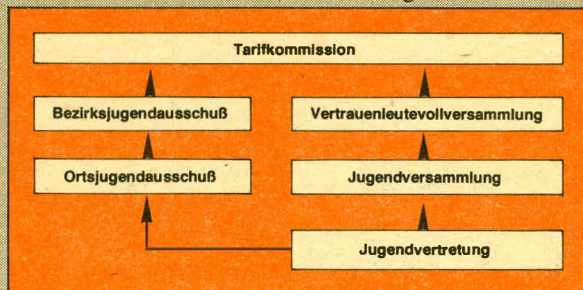 Tarifkommission
Bezirksjugendausschuß
Vertrauenleutevollversammlung
Ortsjugendausschuß
Jugendversammlung
Jugendvertretung